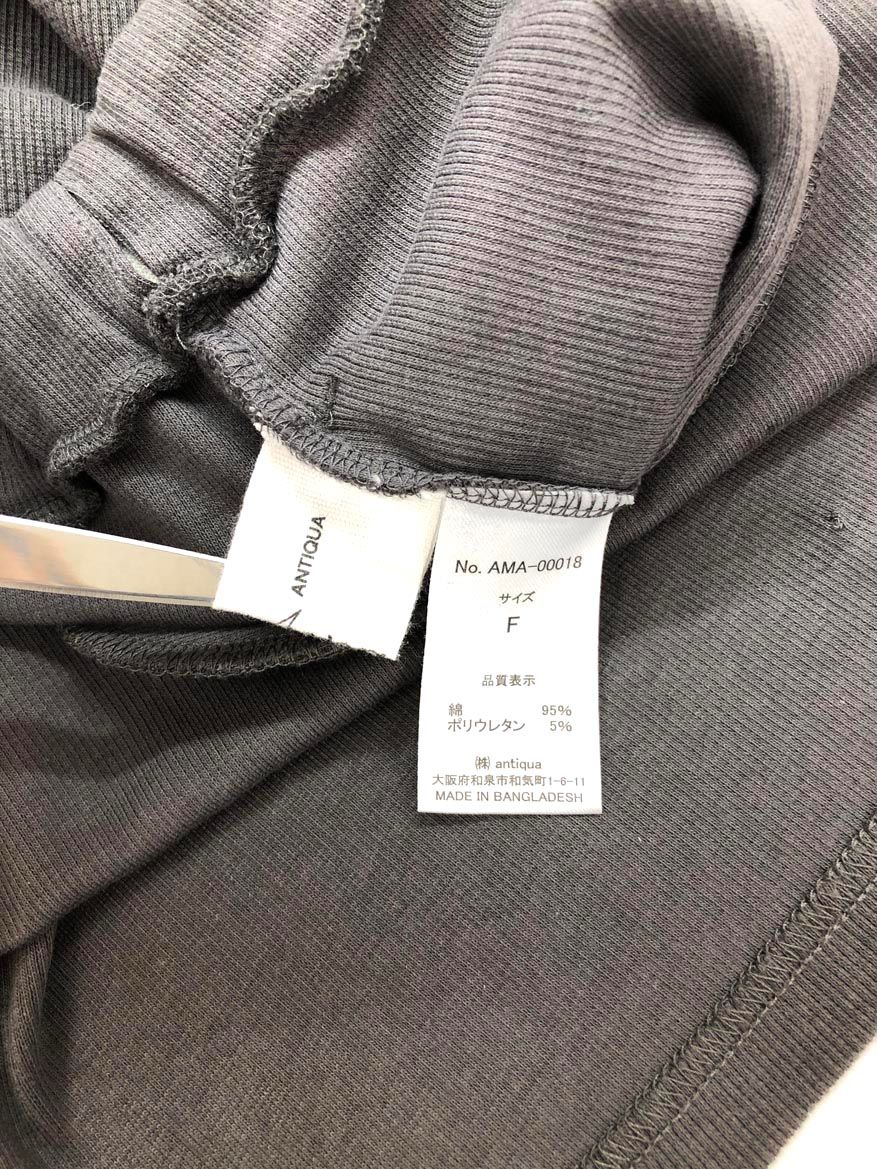 ANTIQUA
No. AMA-00018
サイズ
F
品質表示
綿 95%
ポリウレタン 5%
㈱ antiqua
大阪府和泉市和気町1-6-11
MADE IN BANGLADESH